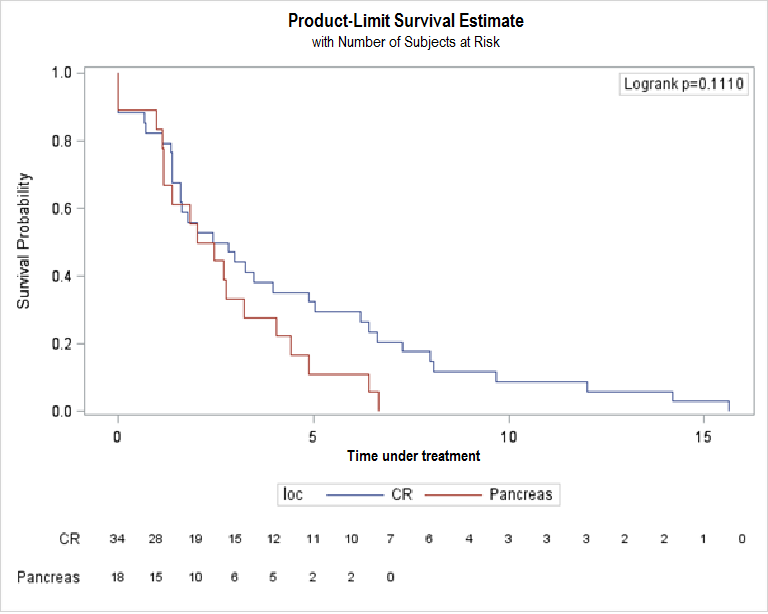 Product-Limit Survival Estimate
with Number of Subjects at Risk
Logrank p=0.1110
1.0
0.8
0.6
0.4
0.2
0.0
Survival Probability
0 5 10 15
Time under treatment
loc CR Pancreas
CR 34 28 19 15 12 11 10 7 6 4 3 3 3 2 2 1 0
Pancreas 18 15 10 6 5 2 2 0